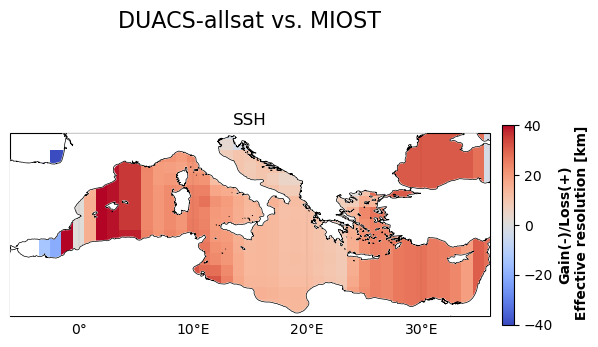 DUACS-allsat vs. MIOST
SSH
40
20
0
−20
−40
Gain(-)/Loss(+)
Effective resolution [km]
0°
10°E
20°E
30°E